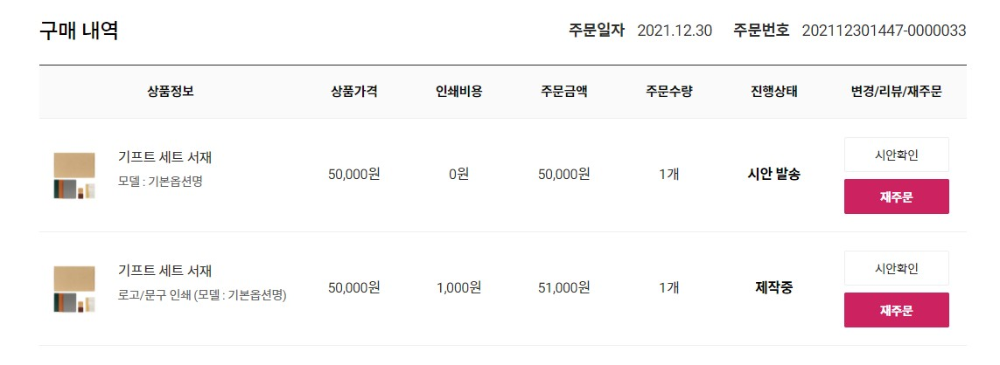 구매 내역
주문일자 2021.12.30 주문번호 202112301447-0000033
상품정보 상품가격 인쇄비용 주문금액 주문수량 진행상태 변경/리뷰/재주문
기프트 세트 서재
모델 : 기본옵션명
50,000원 0원 50,000원 1개 시안 발송
시안확인
재주문
기프트 세트 서재
로고/문구 인쇄 (모델 : 기본옵션명)
50,000원 1,000원 51,000원 1개 제작중
시안확인
재주문